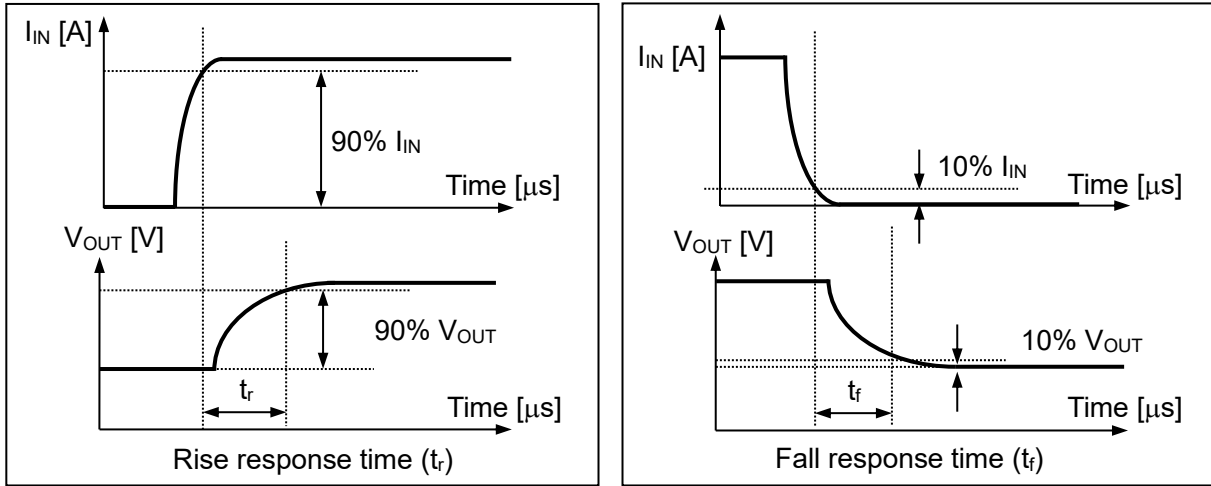 I_IN [A]
90% I_IN
Time [μs]
V_OUT [V]
90% V_OUT
t_r
Time [μs]
Rise response time (t_r)
I_IN [A]
10% I_IN
Time [μs]
V_OUT [V]
10% V_OUT
t_f
Time [μs]
Fall response time (t_f)